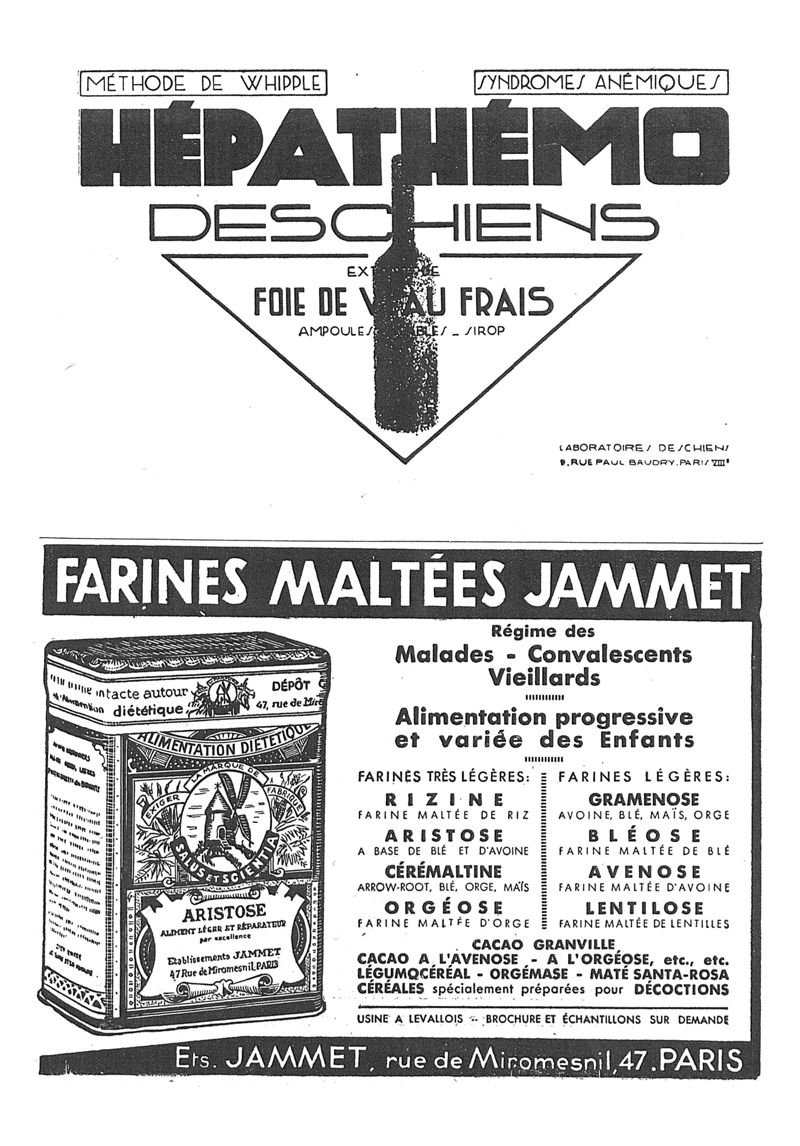 MÉTHODE DE WHIPPLE
SYNDROMES ANÉMIQUES
HÉPATHÉMO
DESCHIENS
FOIE DE VEAU FRAIS
AMPOULES _ SIROP
LABORATOIRES DESCHIENS
9, RUE PAUL BAUDRY. PARIS VIIIe
FARINES MALTÉES JAMMET
Régime des
Malades - Convalescents
Vieillards
Alimentation progressive
et variée des Enfants
FARINES TRÈS LÉGÈRES:
RIZINE
FARINE MALTÉE DE RIZ
ARISTOSE
A BASE DE BLÉ ET D'AVOINE
CÉRÉMALTINE
ARROW-ROOT, BLÉ, ORGE, MAÏS
ORGÉOSE
FARINE MALTÉE D'ORGE
FARINES LÉGÈRES:
GRAMENOSE
AVOINE, BLÉ, MAÏS, ORGE
BLÉOSE
FARINE MALTÉE DE BLÉ
AVENOSE
FARINE MALTÉE D'AVOINE
LENTILOSE
FARINE MALTÉE DE LENTILLES
CACAO GRANVILLE
CACAO A L'AVENOSE - A L'ORGÉOSE, etc., etc.
LÉGUMOCÉRÉAL - ORGÉMASE - MATÉ SANTA-ROSA
CÉRÉALES spécialement préparées pour DÉCOCTIONS
USINE A LEVALLOIS - BROCHURE ET ÉCHANTILLONS SUR DEMANDE
intacte autour
diététique
DÉPÔT
47, rue de Miro
ALIMENTATION DIÉTÉTIQUE
EXIGER LA MARQUE DE FABRIQUE
SALUS ET SCIENTIA
ARISTOSE
ALIMENT LÉGER ET RÉPARATEUR
par excellence
Etablissements JAMMET
47 Rue de Miromesnil, PARIS
Ets. JAMMET, rue de Miromesnil, 47. PARIS